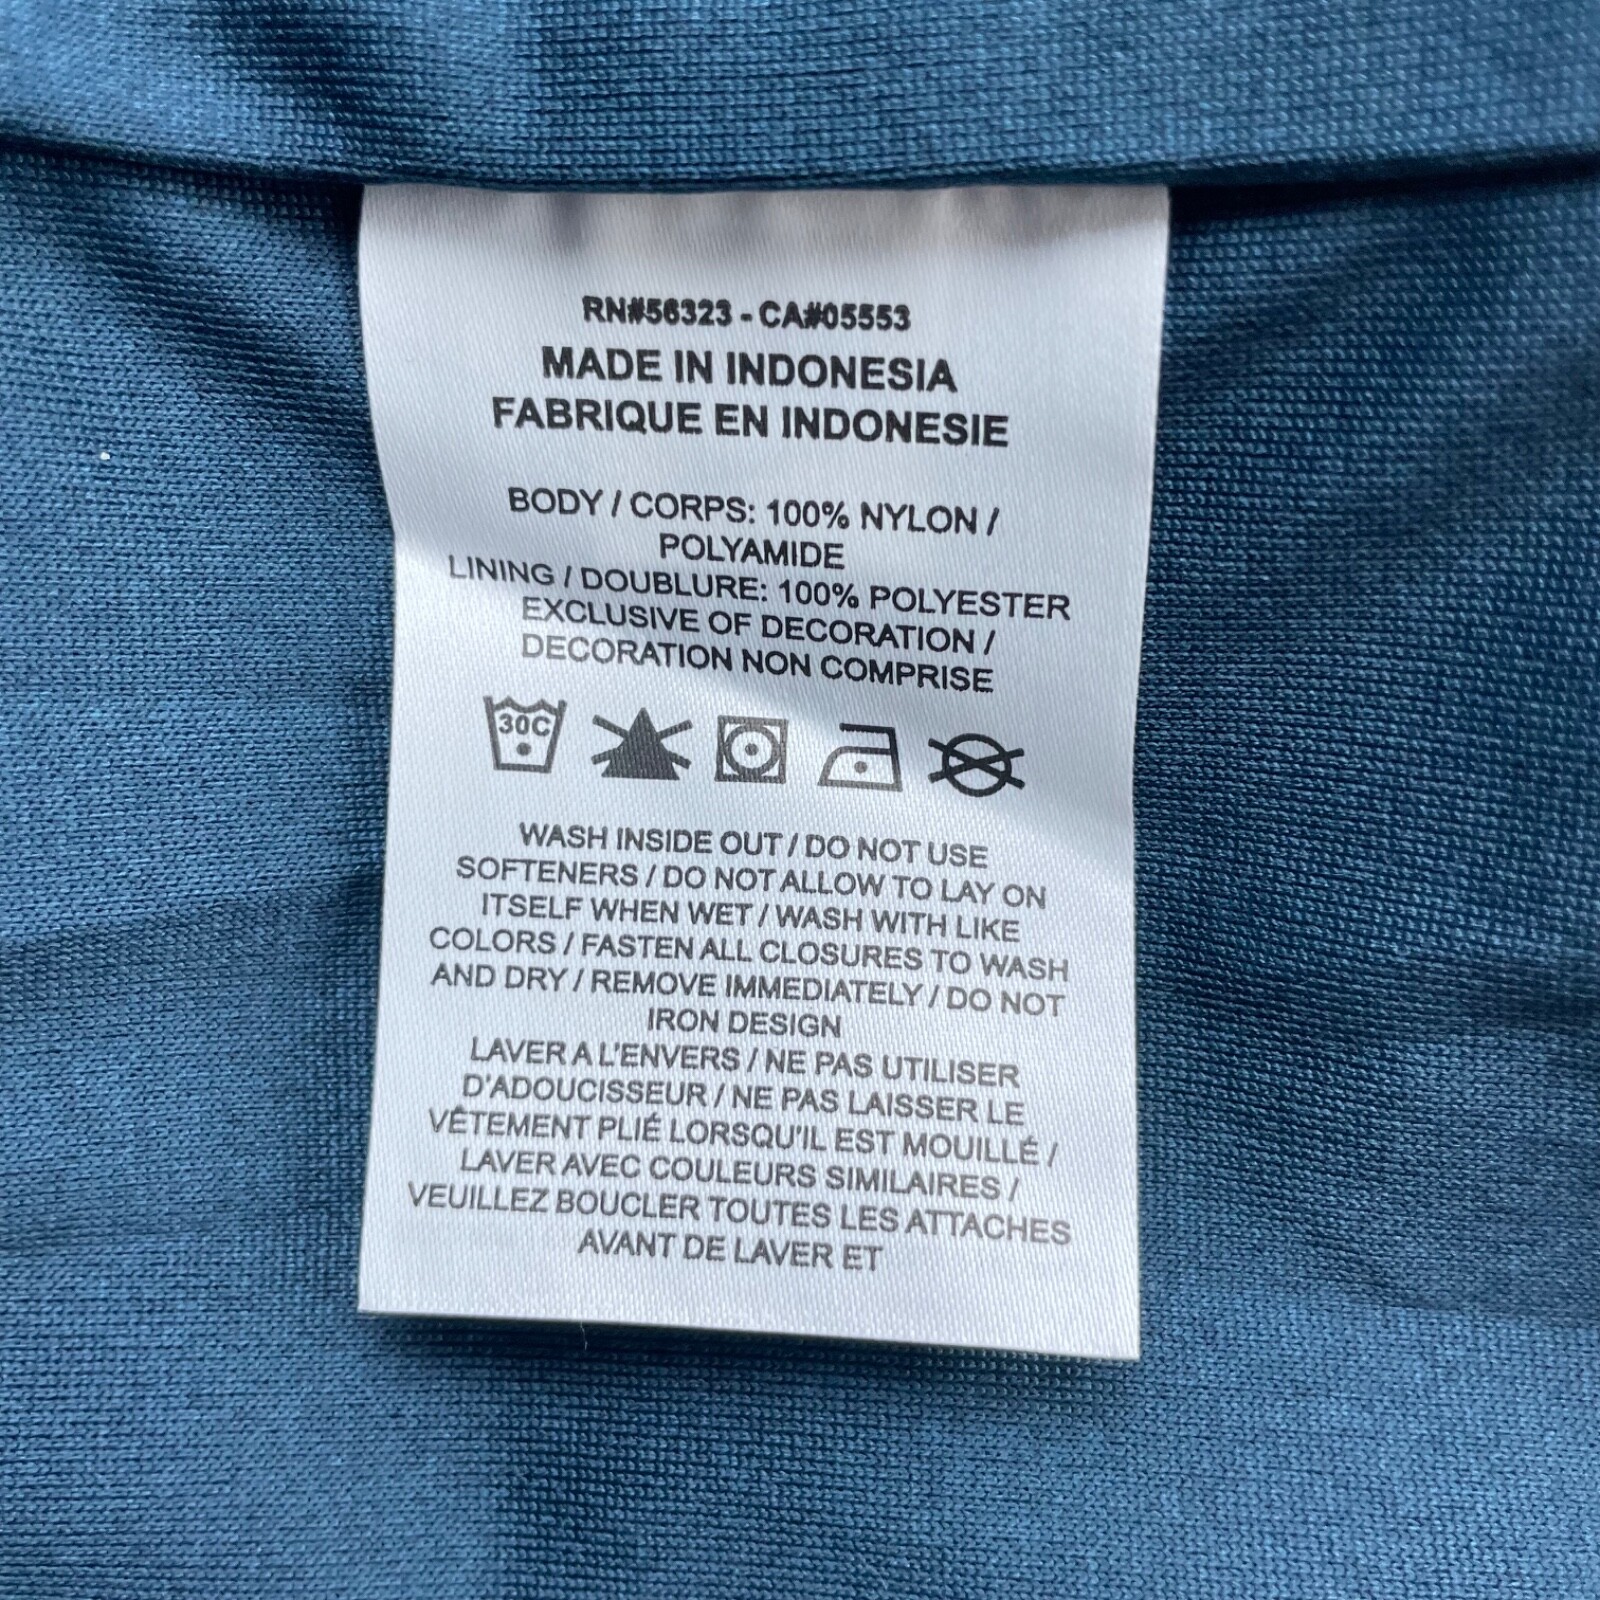 RN#56323 - CA#05553
MADE IN INDONESIA
FABRIQUE EN INDONESIE
BODY / CORPS: 100% NYLON /
POLYAMIDE
LINING / DOUBLURE: 100% POLYESTER
EXCLUSIVE OF DECORATION /
DECORATION NON COMPRISE
30C
WASH INSIDE OUT / DO NOT USE
SOFTENERS / DO NOT ALLOW TO LAY ON
ITSELF WHEN WET / WASH WITH LIKE
COLORS / FASTEN ALL CLOSURES TO WASH
AND DRY / REMOVE IMMEDIATELY / DO NOT
IRON DESIGN
LAVER A L'ENVERS / NE PAS UTILISER
D'ADOUCISSEUR / NE PAS LAISSER LE
VÊTEMENT PLIÉ LORSQU'IL EST MOUILLÉ /
LAVER AVEC COULEURS SIMILAIRES /
VEUILLEZ BOUCLER TOUTES LES ATTACHES
AVANT DE LAVER ET